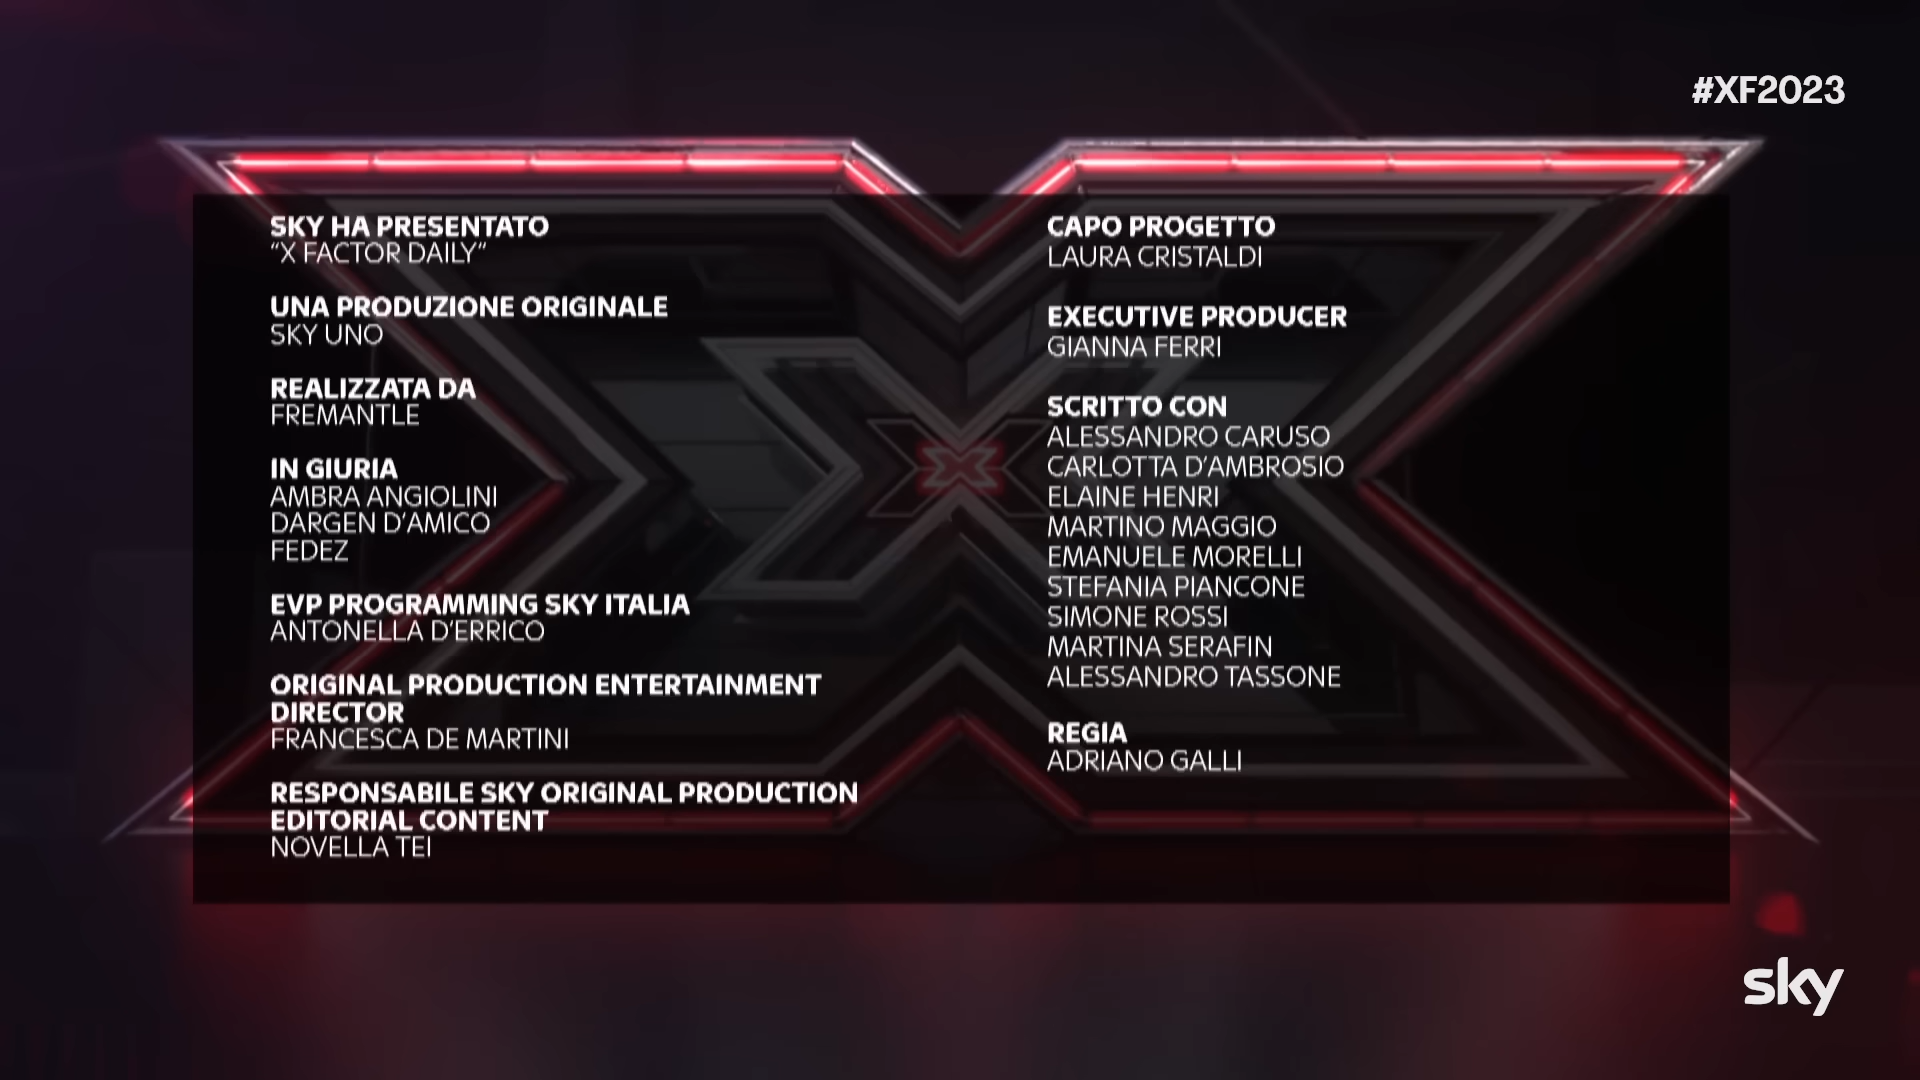 #XF2023
SKY HA PRESENTATO
“X FACTOR DAILY”
UNA PRODUZIONE ORIGINALE
SKY UNO
REALIZZATA DA
FREMANTLE
IN GIURIA
AMBRA ANGIOLINI
DARGEN D’AMICO
FEDEZ
EVP PROGRAMMING SKY ITALIA
ANTONELLA D’ERRICO
ORIGINAL PRODUCTION ENTERTAINMENT
DIRECTOR
FRANCESCA DE MARTINI
RESPONSABILE SKY ORIGINAL PRODUCTION
EDITORIAL CONTENT
NOVELLA TEI
CAPO PROGETTO
LAURA CRISTALDI
EXECUTIVE PRODUCER
GIANNA FERRI
SCRITTO CON
ALESSANDRO CARUSO
CARLOTTA D’AMBROSIO
ELAINE HENRI
MARTINO MAGGIO
EMANUELE MORELLI
STEFANIA PIANCONE
SIMONE ROSSI
MARTINA SERAFIN
ALESSANDRO TASSONE
REGIA
ADRIANO GALLI
sky